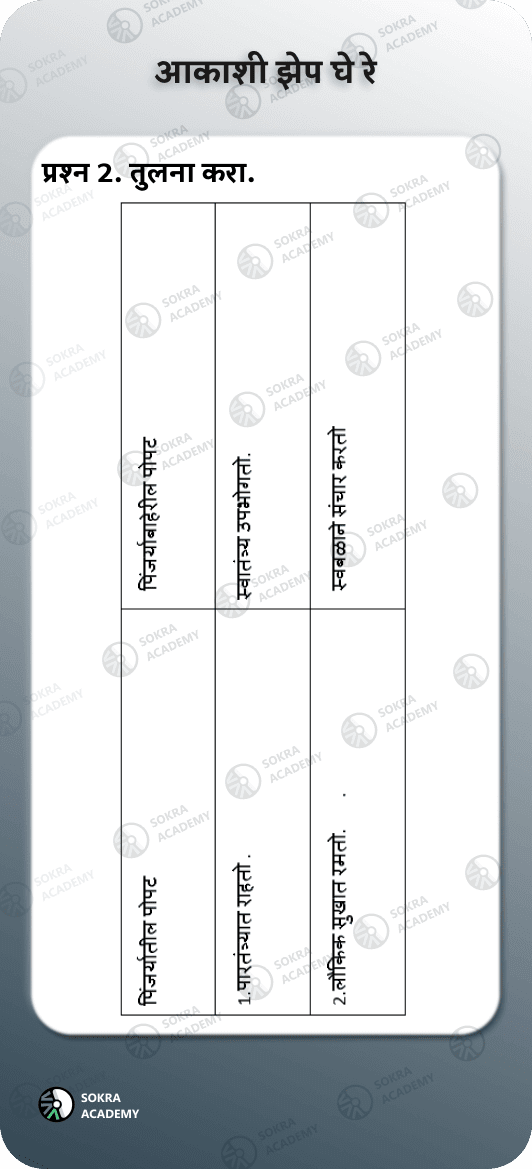 आकाशी झेप घे रे
प्रश्न 2. तुलना करा.
पिंजर्यातील पोपट
पिंजर्याबाहेरील पोपट
1.पारतंत्र्यात राहतो .
स्वातंत्र्य उपभोगतो.
2.लौकिक सुखात रमतो. .
स्वबळाने संचार करतो
SOKRA
ACADEMY